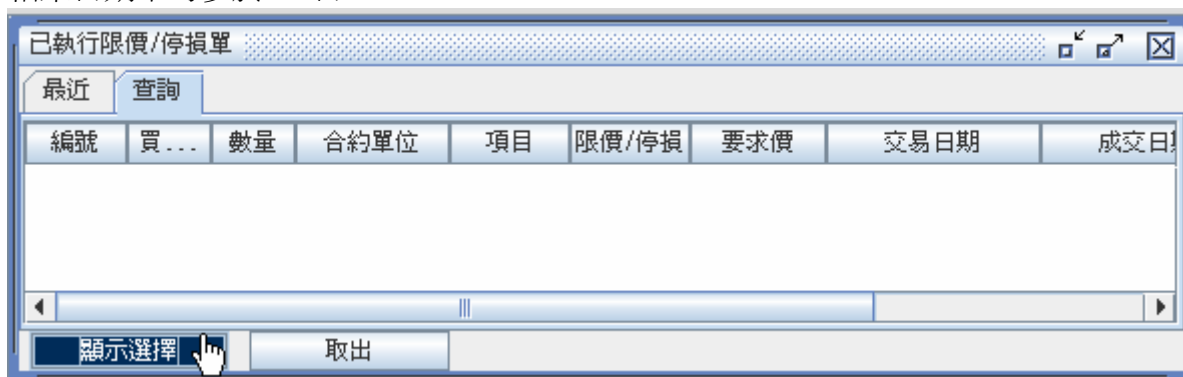 已執行限價/停損單
最近 查詢
編號 買... 數量 合約單位 項目 限價/停損 要求價 交易日期 成交日
顯示選擇 取出